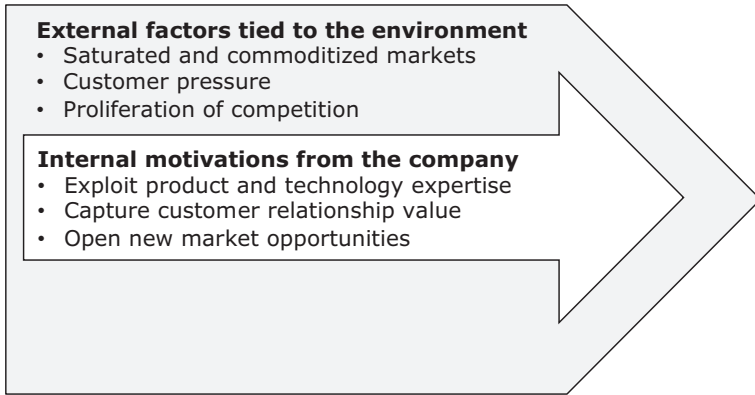 External factors tied to the environment
• Saturated and commoditized markets
• Customer pressure
• Proliferation of competition
Internal motivations from the company
• Exploit product and technology expertise
• Capture customer relationship value
• Open new market opportunities